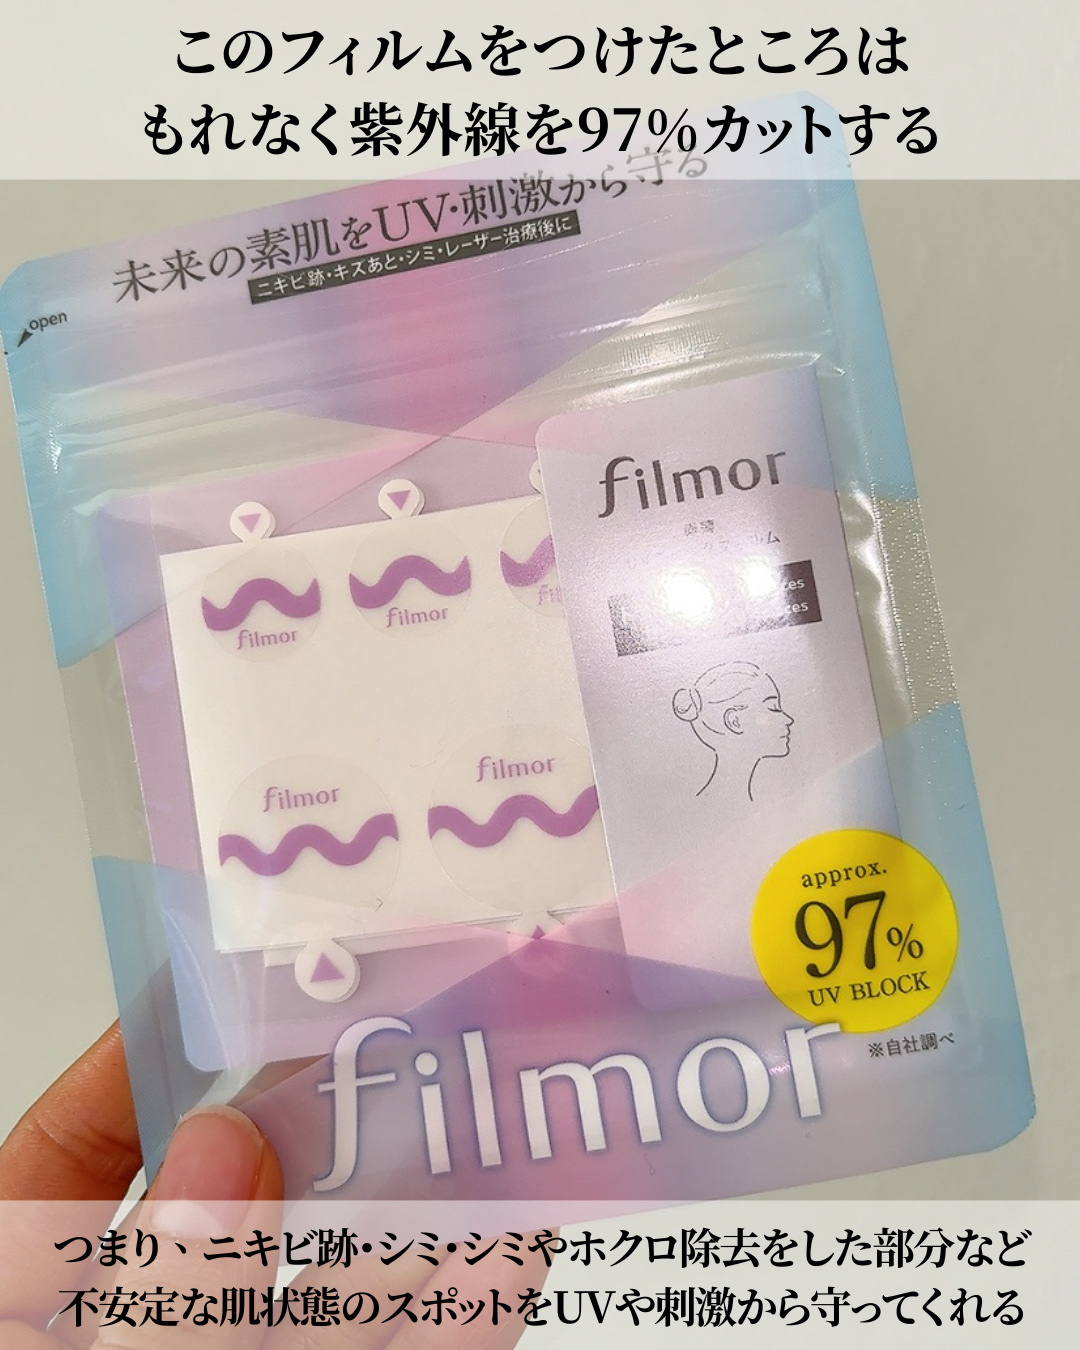 このフィルムをつけたところは
もれなく紫外線を97%カットする
未来の素肌をUV・刺激から守る
ニキビ跡・キズあと・シミ・レーザー治療後に
open
filmor
filmor
filmor
fil
filmor
filmor
approx.
97%
UV BLOCK
※自社調べ
filmor
つまり、ニキビ跡・シミ・シミやホクロ除去をした部分など
不安定な肌状態のスポットをUVや刺激から守ってくれる